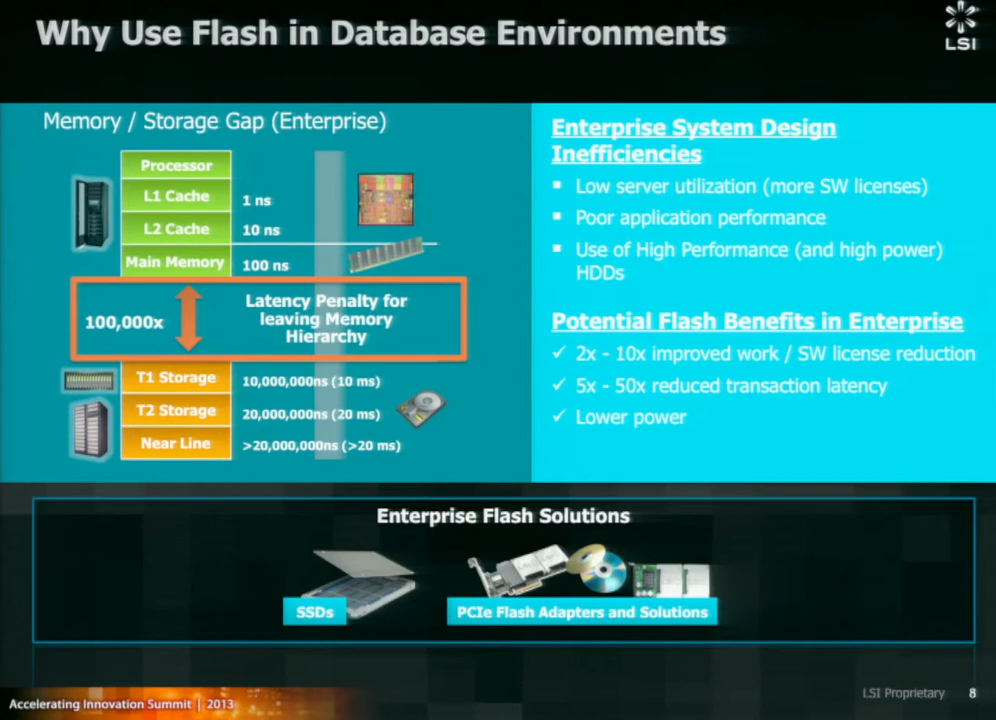 Why Use Flash in Database Environments
LSI
Memory / Storage Gap (Enterprise)
Processor
L1 Cache
1 ns
L2 Cache
10 ns
Main Memory
100 ns
100,000x
Latency Penalty for
leaving Memory
Hierarchy
T1 Storage
10,000,000ns (10 ms)
T2 Storage
20,000,000ns (20 ms)
Near Line
>20,000,000ns (>20 ms)
Enterprise System Design
Inefficiencies
Low server utilization (more SW licenses)
Poor application performance
Use of High Performance (and high power)
HDDs
Potential Flash Benefits in Enterprise
2x - 10x improved work / SW license reduction
5x - 50x reduced transaction latency
Lower power
Enterprise Flash Solutions
LSI
SSDs
PCIe Flash Adapters and Solutions
Accelerating Innovation Summit | 2013
LSI Proprietary
8